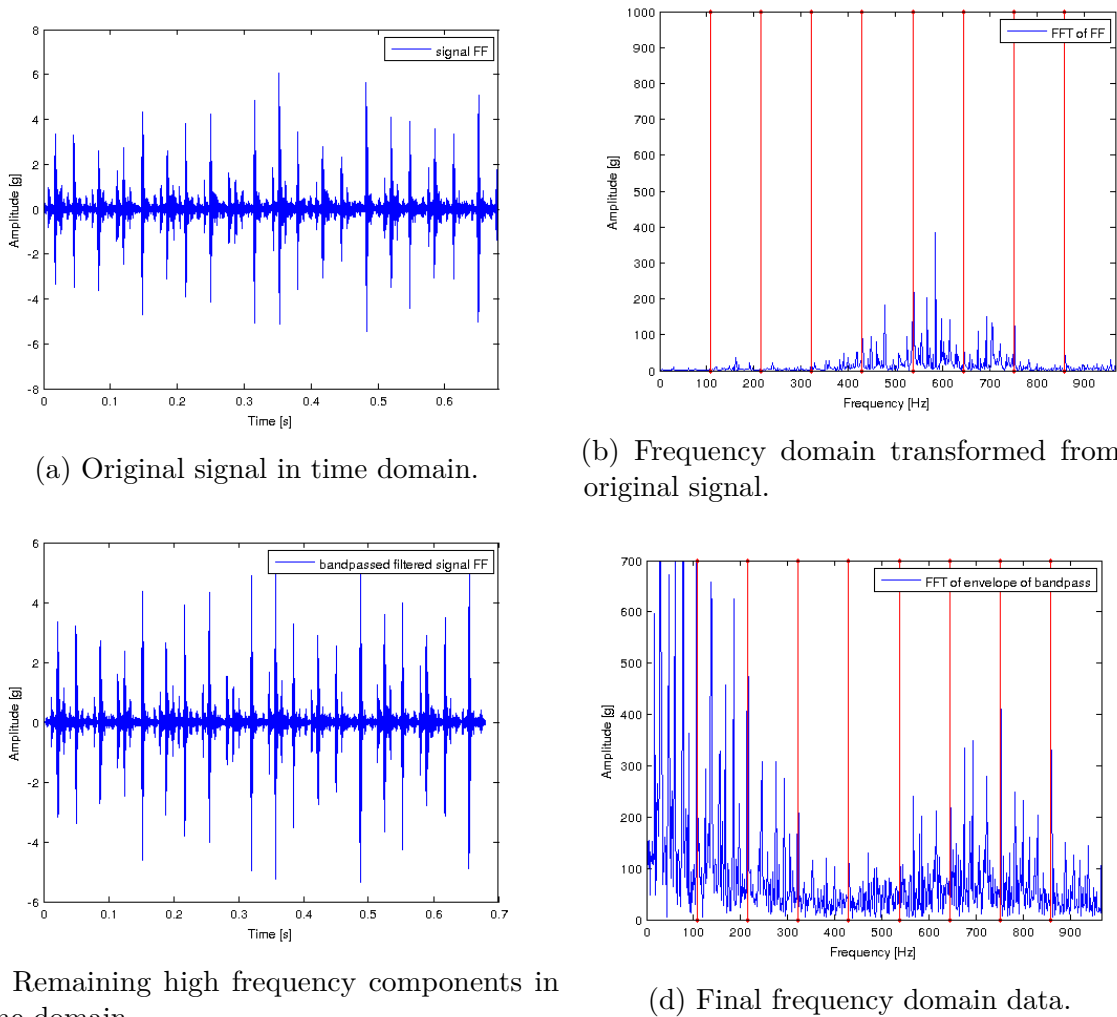 8
6
4
2
0
-2
-4
-6
-8
Amplitude [g]
signal FF
0 0.1 0.2 0.3 0.4 0.5 0.6
Time [s]
(a) Original signal in time domain.
1000
900
800
700
600
500
400
300
200
100
0
Amplitude [g]
FFT of FF
0 100 200 300 400 500 600 700 800 900
Frequency [Hz]
(b) Frequency domain transformed from
original signal.
6
4
2
0
-2
-4
-6
Amplitude [g]
bandpassed filtered signal FF
0 0.1 0.2 0.3 0.4 0.5 0.6 0.7
Time [s]
Remaining high frequency components in
domain
700
600
500
400
300
200
100
0
Amplitude [g]
FFT of envelope of bandpass
0 100 200 300 400 500 600 700 800 900
Frequency [Hz]
(d) Final frequency domain data.